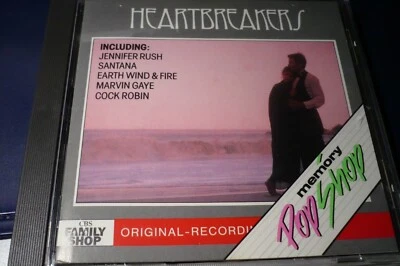 HEARTBREAKERS
INCLUDING:
JENNIFER RUSH
SANTANA
EARTH WIND & FIRE
MARVIN GAYE
COCK ROBIN
memory
Pop Shop
CBS
FAMILY
SHOP
ORIGINAL-RECORDIN